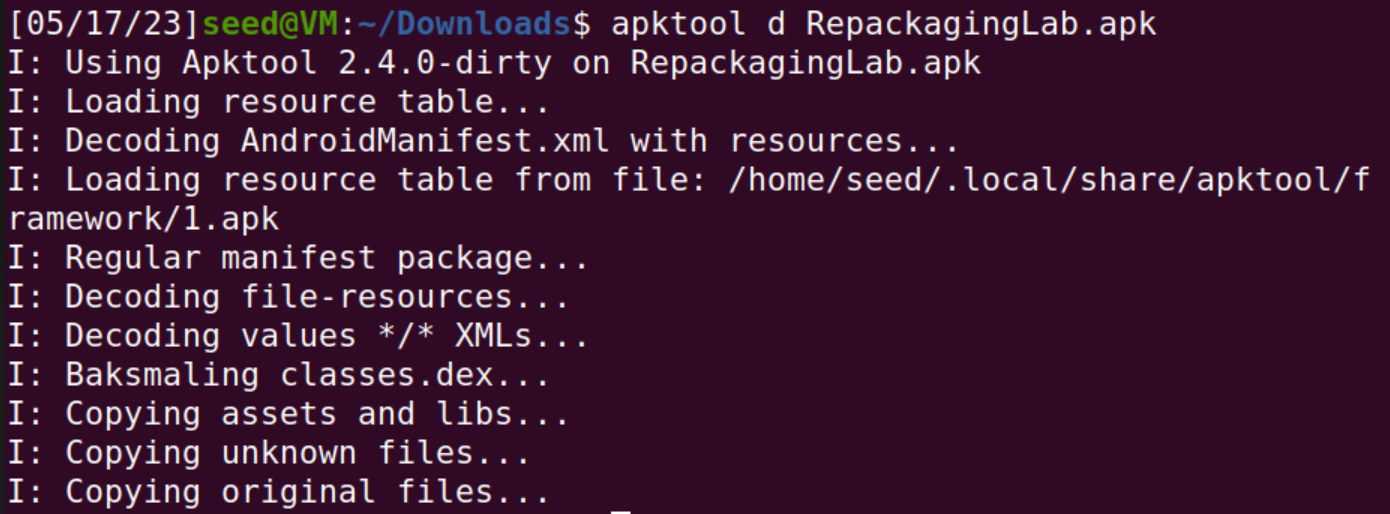 [05/17/23]seed@VM:~/Downloads$ apktool d RepackagingLab.apk
I: Using Apktool 2.4.0-dirty on RepackagingLab.apk
I: Loading resource table...
I: Decoding AndroidManifest.xml with resources...
I: Loading resource table from file: /home/seed/.local/share/apktool/f
ramework/1.apk
I: Regular manifest package...
I: Decoding file-resources...
I: Decoding values */* XMLs...
I: Baksmaling classes.dex...
I: Copying assets and libs...
I: Copying unknown files...
I: Copying original files...